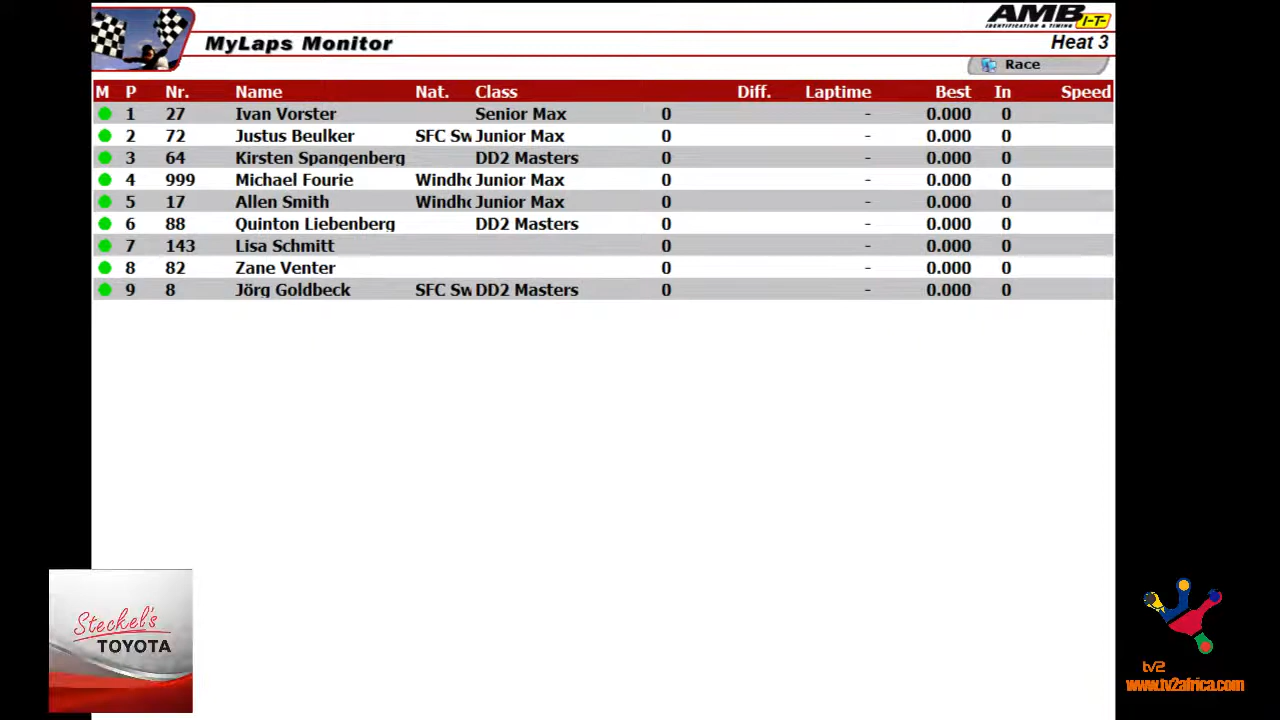 AMB I-T-
IDENTIFICATION & TIMING
MyLaps Monitor
Heat 3
Race
M P Nr. Name Nat. Class Diff. Laptime Best In Speed
1 27 Ivan Vorster Senior Max 0 - 0.000 0
2 72 Justus Beulker SFC Sw Junior Max 0 - 0.000 0
3 64 Kirsten Spangenberg DD2 Masters 0 - 0.000 0
4 999 Michael Fourie Windho Junior Max 0 - 0.000 0
5 17 Allen Smith Windho Junior Max 0 - 0.000 0
6 88 Quinton Liebenberg DD2 Masters 0 - 0.000 0
7 143 Lisa Schmitt 0 - 0.000 0
8 82 Zane Venter 0 - 0.000 0
9 8 Jörg Goldbeck SFC Sw DD2 Masters 0 - 0.000 0
Steckel's
TOYOTA
tv2
www.tv2africa.com